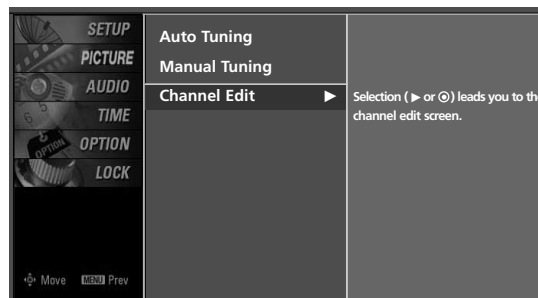 SETUP
PICTURE
AUDIO
TIME
OPTION
LOCK
Move MENU Prev
Auto Tuning
Manual Tuning
Channel Edit ▶
Selection ( ▶ or ◉) leads you to the
channel edit screen.